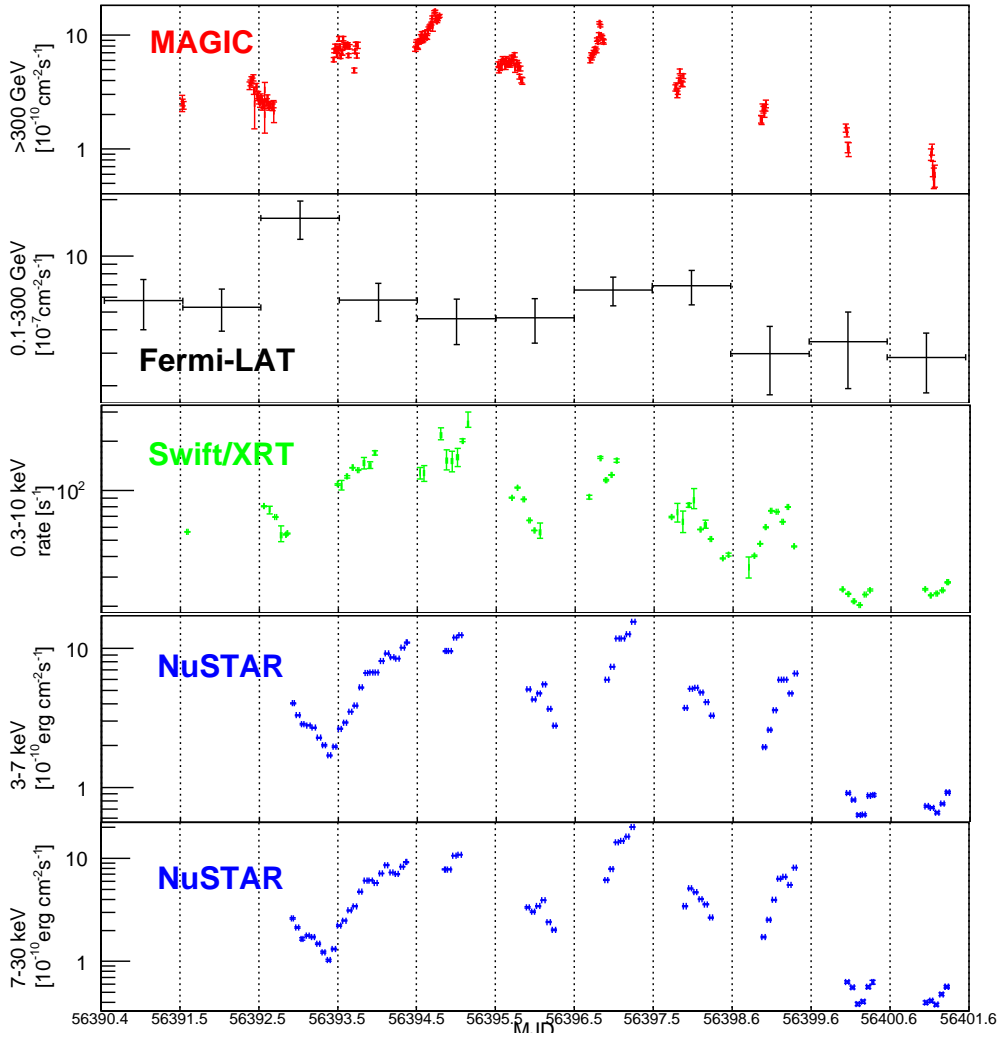 MAGIC
>300 GeV
[10⁻¹⁰cm⁻²s⁻¹]
10
1
Fermi-LAT
0.1-300 GeV
[10⁻⁷cm⁻²s⁻¹]
10
Swift/XRT
0.3-10 keV
rate [s⁻¹]
10²
NuSTAR
3-7 keV
[10⁻¹⁰erg cm⁻²s⁻¹]
10
1
NuSTAR
7-30 keV
[10⁻¹⁰erg cm⁻²s⁻¹]
10
1
56390.4 56391.5 56392.5 56393.5 56394.5 56395.5 56396.5 56397.5 56398.6 56399.6 56400.6 56401.6
MJD